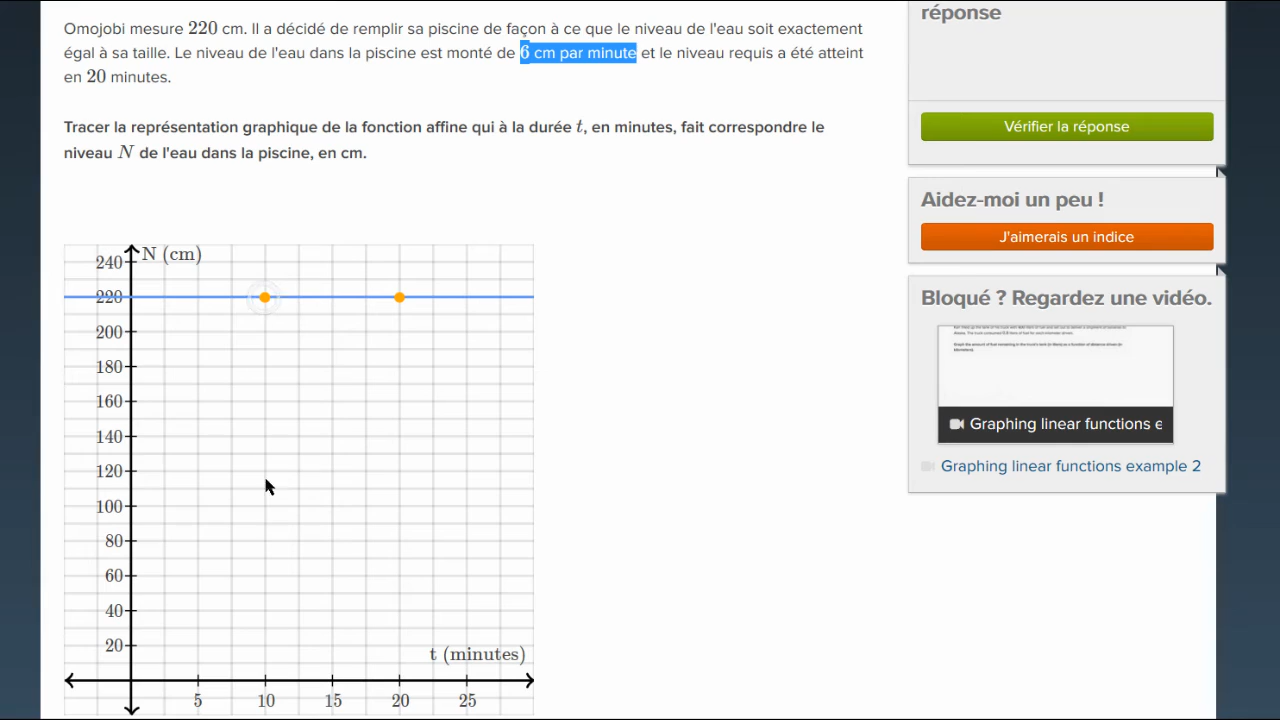 Omojobi mesure 220 cm. Il a décidé de remplir sa piscine de façon à ce que le niveau de l'eau soit exactement
égal à sa taille. Le niveau de l'eau dans la piscine est monté de 6 cm par minute et le niveau requis a été atteint
en 20 minutes.
Tracer la représentation graphique de la fonction affine qui à la durée t, en minutes, fait correspondre le
niveau N de l'eau dans la piscine, en cm.
N (cm)
240
220
200
180
160
140
120
100
80
60
40
20
t (minutes)
5 10 15 20 25
réponse
Vérifier la réponse
Aidez-moi un peu !
J'aimerais un indice
Bloqué ? Regardez une vidéo.
Graphing linear functions e
Graphing linear functions example 2